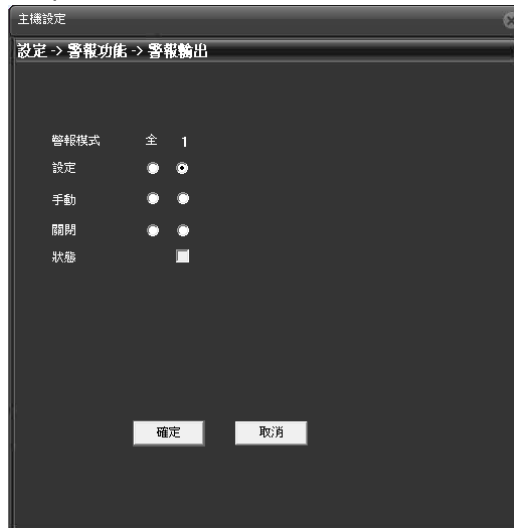 主機設定
設定 -> 警報功能 -> 警報輸出
警報模式 全 1
設定
手動
關閉
狀態
確定 取消